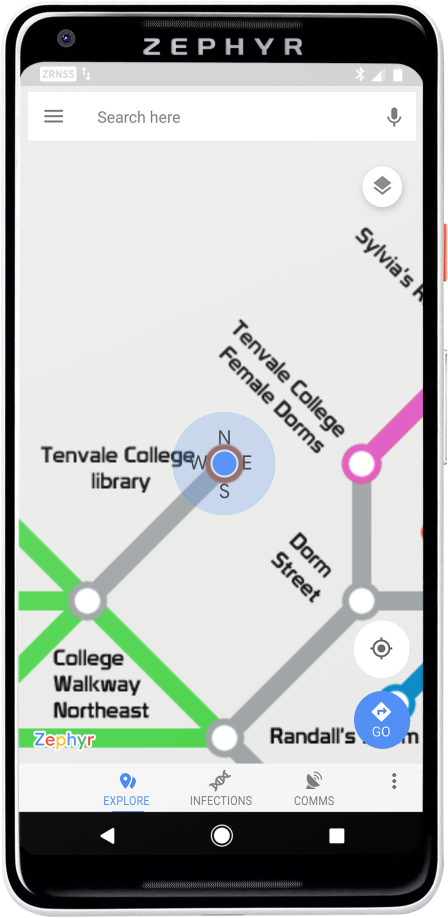 ZEPHYR
ZRNSS
Search here
Sylvia's
Tenvale College
Female Dorms
N
Tenvale College
W E
library
S
Dorm
Street
College
Walkway
Northeast
Randall's
Zephyr
GO
EXPLORE
INFECTIONS
COMMS